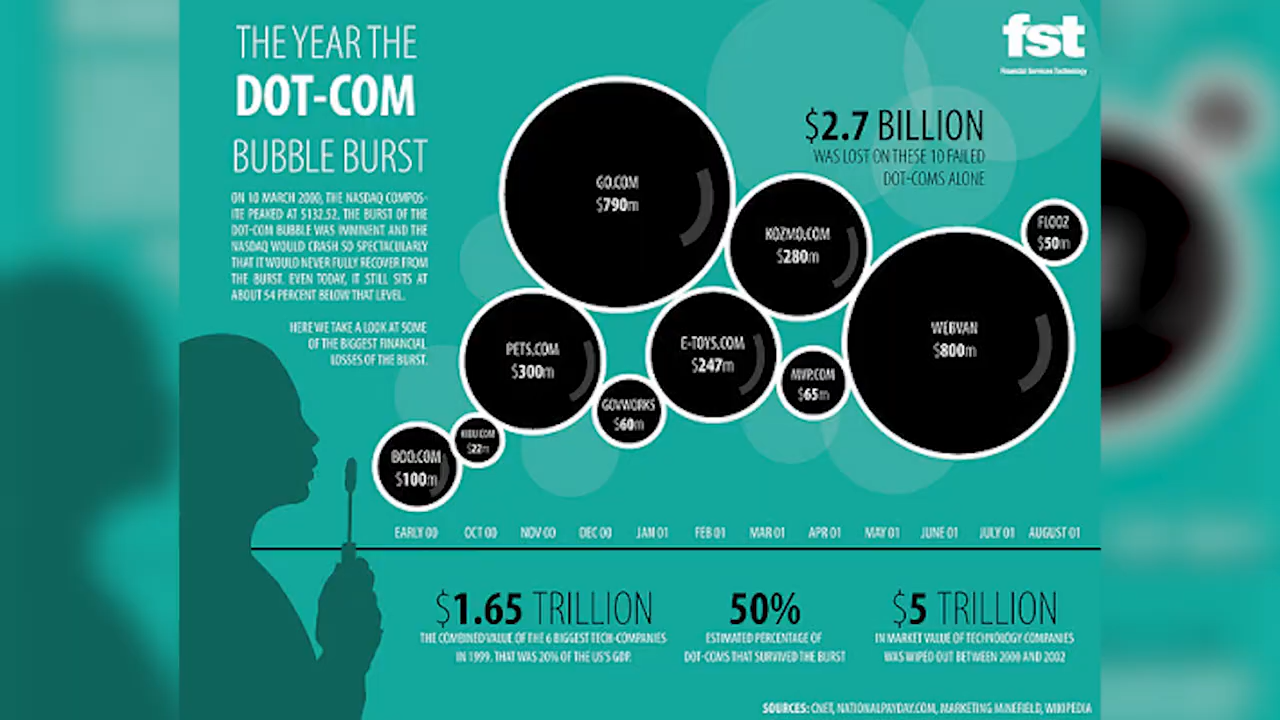 THE YEAR THE
DOT-COM
BUBBLE BURST
ON 10 MARCH 2000, THE NASDAQ COMPOS-
ITE PEAKED AT 5132.52. THE BURST OF THE
DOT-COM BUBBLE WAS IMMINENT AND THE
NASDAQ WOULD CRASH SO SPECTACULARLY
THAT IT WOULD NEVER FULLY RECOVER FROM
THE BURST. EVEN TODAY, IT STILL SITS AT
ABOUT 54 PERCENT BELOW THAT LEVEL.
HERE WE TAKE A LOOK AT SOME
OF THE BIGGEST FINANCIAL
LOSSES OF THE BURST.
fst
Financial Services Technology
$2.7 BILLION
WAS LOST ON THESE 10 FAILED
DOT-COMS ALONE
GO.COM
$790m
KOZMO.COM
$280m
FLOOZ
$50m
PETS.COM
$300m
E-TOYS.COM
$247m
WEBVAN
$800m
MVP.COM
$65m
GOVWORKS
$60m
BOO.COM
$100m
$22m
EARLY 00 OCT 00 NOV 00 DEC 00 JAN 01 FEB 01 MAR 01 APR 01 MAY 01 JUNE 01 JULY 01 AUGUST 01
$1.65 TRILLION
THE COMBINED VALUE OF THE 6 BIGGEST TECH-COMPANIES
IN 1999. THAT WAS 20% OF THE US'S GDP.
50%
ESTIMATED PERCENTAGE OF
DOT-COMS THAT SURVIVED THE BURST
$5 TRILLION
IN MARKET VALUE OF TECHNOLOGY COMPANIES
WAS WIPED OUT BETWEEN 2000 AND 2002
SOURCES: CNET, NATIONALPAYDAY.COM, MARKETING MINEFIELD, WIKIPEDIA